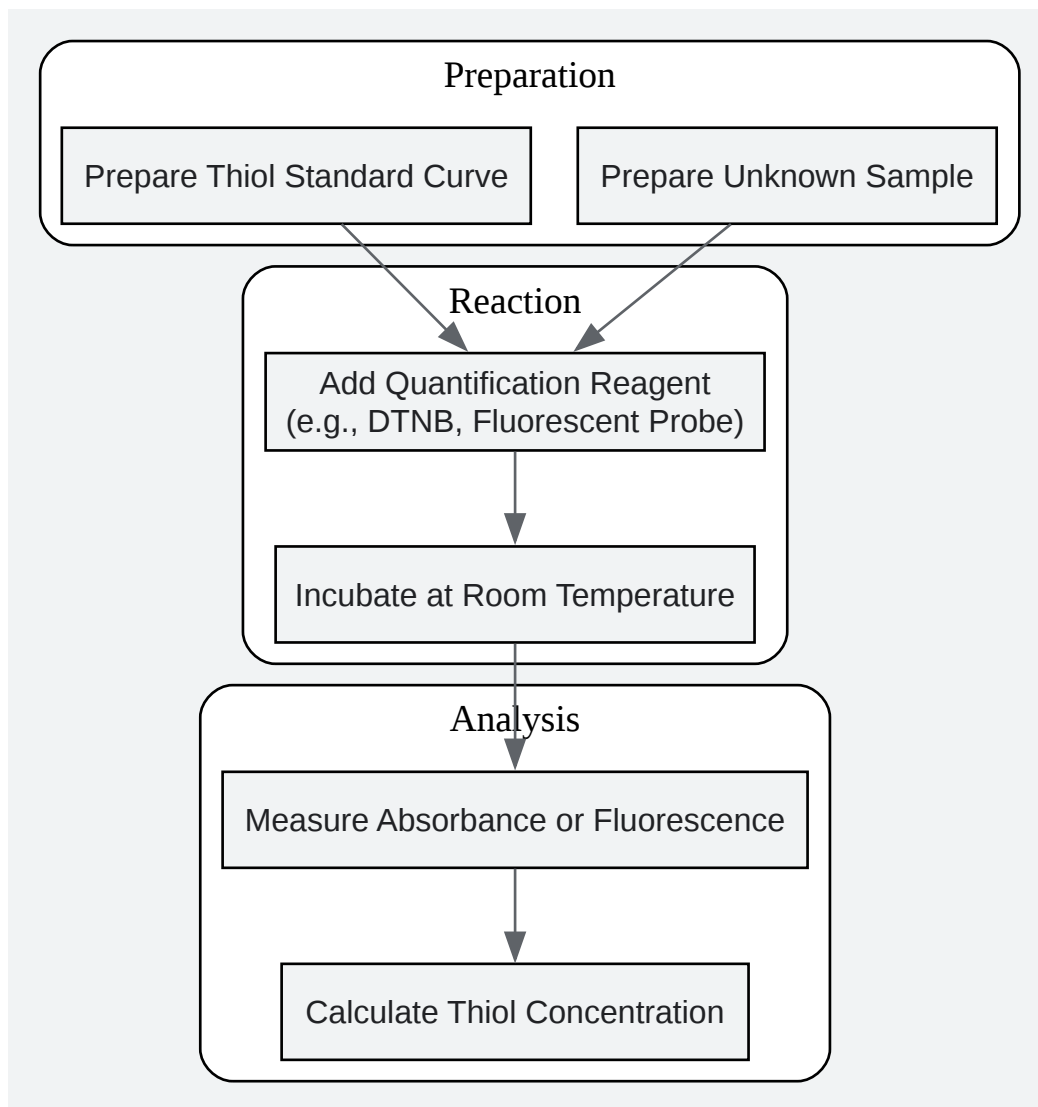 Preparation
Prepare Thiol Standard Curve
Prepare Unknown Sample
Reaction
Add Quantification Reagent
(e.g., DTNB, Fluorescent Probe)
Incubate at Room Temperature
Analysis
Measure Absorbance or Fluorescence
Calculate Thiol Concentration